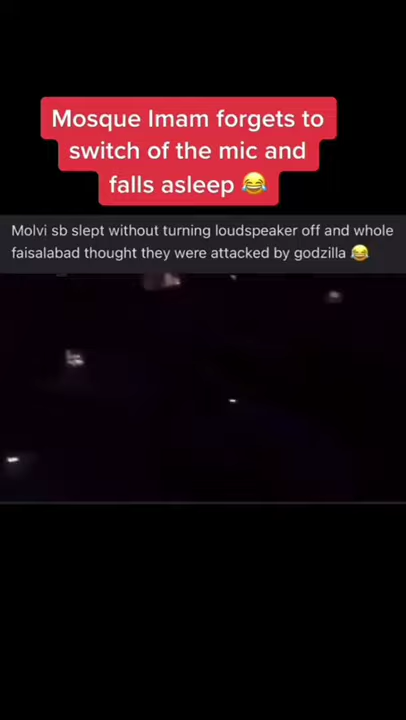 Mosque Imam forgets to
switch of the mic and
falls asleep 😂
Molvi sb slept without turning loudspeaker off and whole
faisalabad thought they were attacked by godzilla 😂